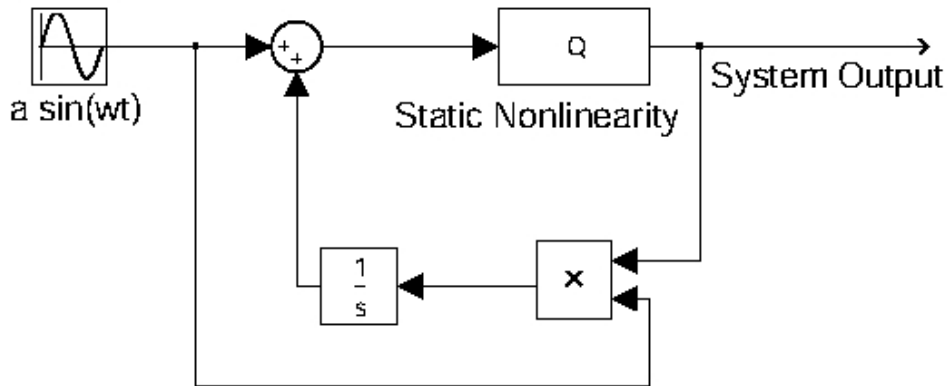 +
+
Q
System Output
a sin(wt)
Static Nonlinearity
1
s
×